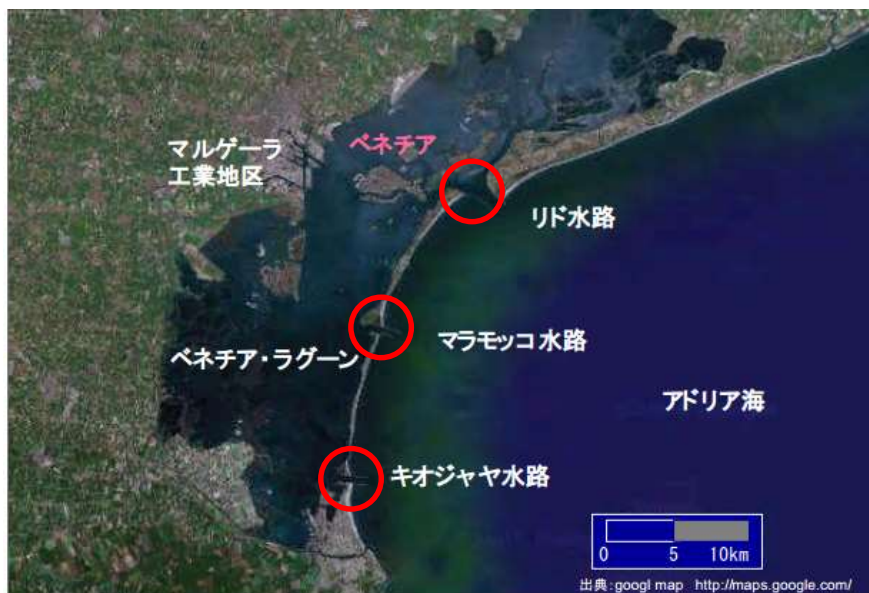 ベネチア
マルゲーラ
工業地区
リド水路
マラモッコ水路
ベネチア・ラグーン
アドリア海
キオジャヤ水路
0 5 10km
出典:googl map http://maps.google.com/